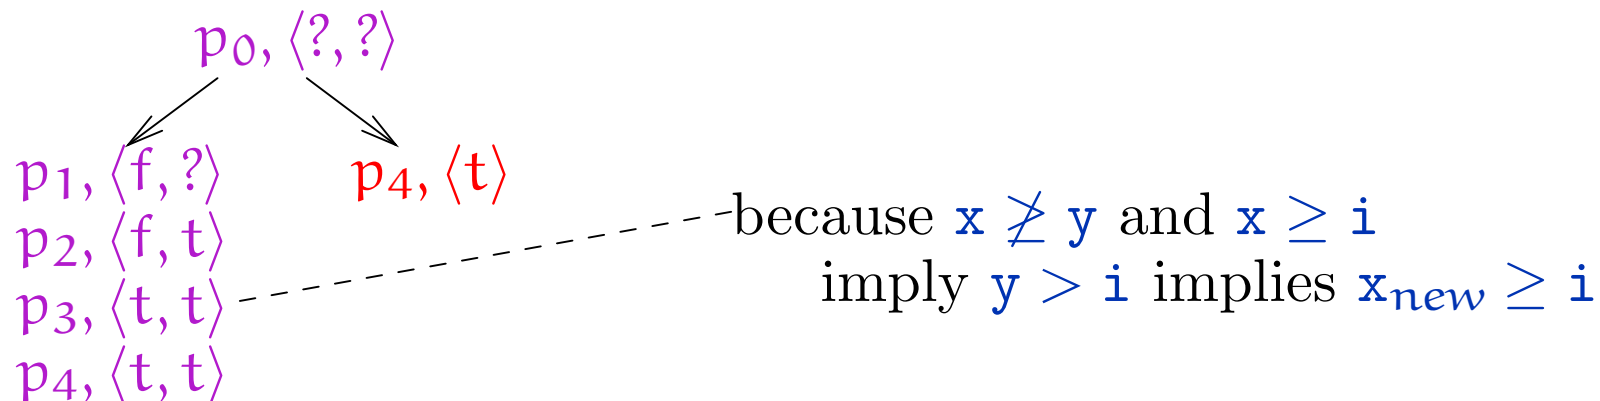 p₀, ⟨?, ?⟩
p₁, ⟨f, ?⟩
p₄, ⟨t⟩
p₂, ⟨f, t⟩
p₃, ⟨t, t⟩
p₄, ⟨t, t⟩
because x ≱ y and x ≥ i
imply y > i implies xₙₑw ≥ i